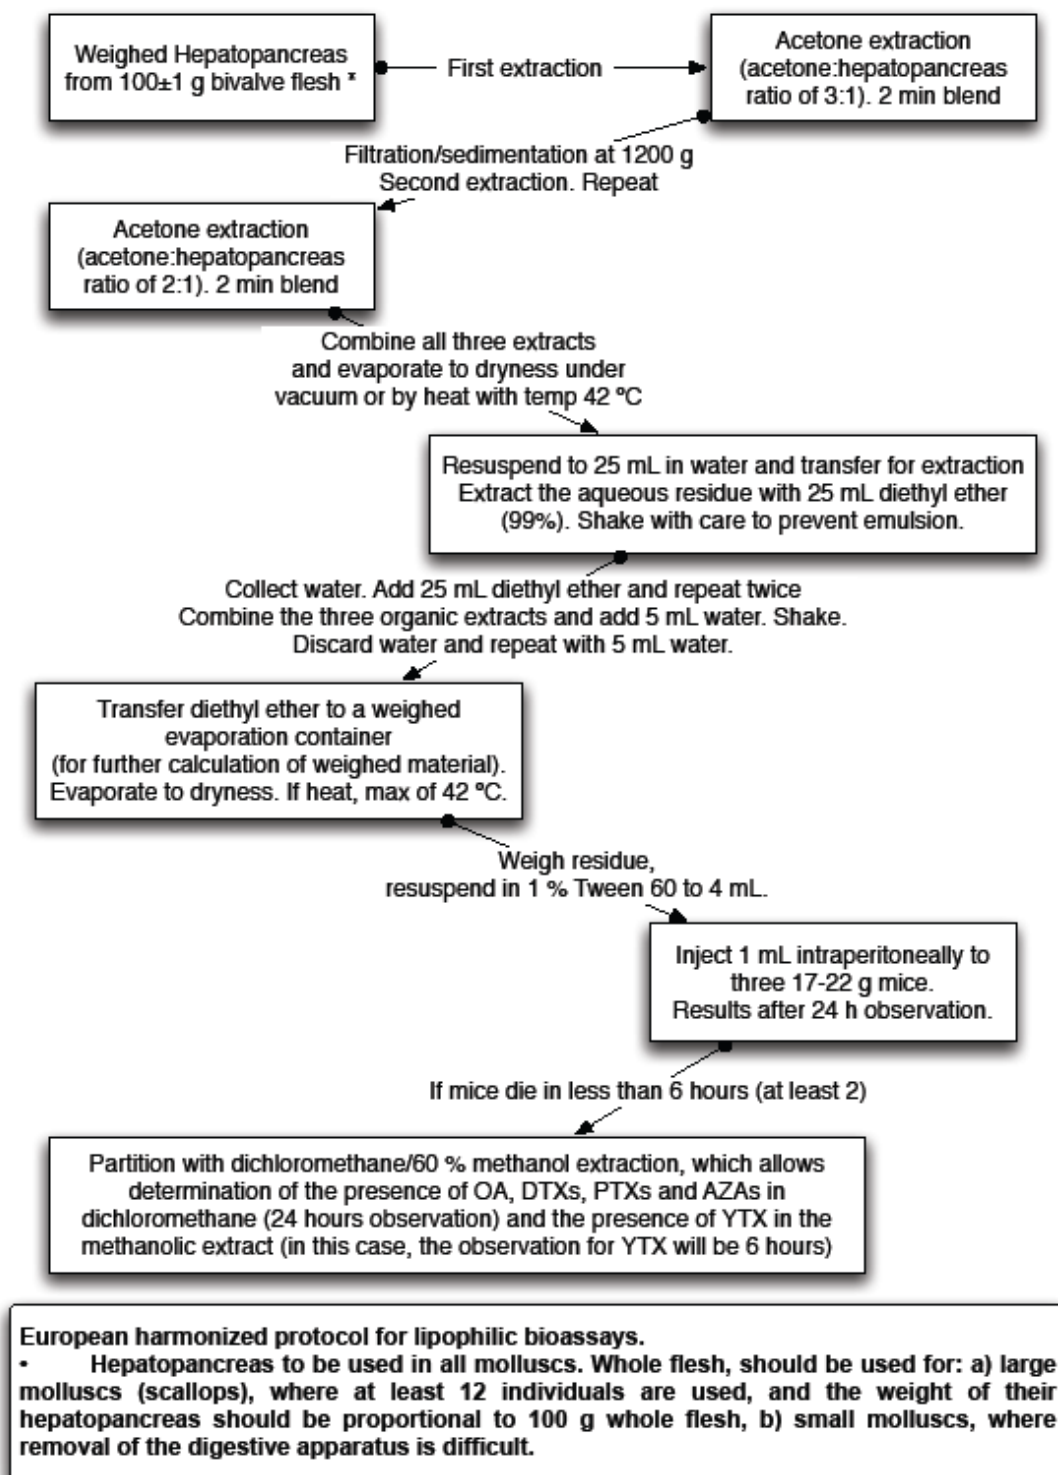 Weighed Hepatopancreas
from 100±1 g bivalve flesh *
First extraction
Acetone extraction
(acetone:hepatopancreas
ratio of 3:1). 2 min blend
Filtration/sedimentation at 1200 g
Second extraction. Repeat
Acetone extraction
(acetone:hepatopancreas
ratio of 2:1). 2 min blend
Combine all three extracts
and evaporate to dryness under
vacuum or by heat with temp 42 ºC
Resuspend to 25 mL in water and transfer for extraction
Extract the aqueous residue with 25 mL diethyl ether
(99%). Shake with care to prevent emulsion.
Collect water. Add 25 mL diethyl ether and repeat twice
Combine the three organic extracts and add 5 mL water. Shake.
Discard water and repeat with 5 mL water.
Transfer diethyl ether to a weighed
evaporation container
(for further calculation of weighed material).
Evaporate to dryness. If heat, max of 42 ºC.
Weigh residue,
resuspend in 1 % Tween 60 to 4 mL.
Inject 1 mL intraperitoneally to
three 17-22 g mice.
Results after 24 h observation.
If mice die in less than 6 hours (at least 2)
Partition with dichloromethane/60 % methanol extraction, which allows
determination of the presence of OA, DTXs, PTXs and AZAs in
dichloromethane (24 hours observation) and the presence of YTX in the
methanolic extract (in this case, the observation for YTX will be 6 hours)
European harmonized protocol for lipophilic bioassays.
• Hepatopancreas to be used in all molluscs. Whole flesh, should be used for: a) large
molluscs (scallops), where at least 12 individuals are used, and the weight of their
hepatopancreas should be proportional to 100 g whole flesh, b) small molluscs, where
removal of the digestive apparatus is difficult.